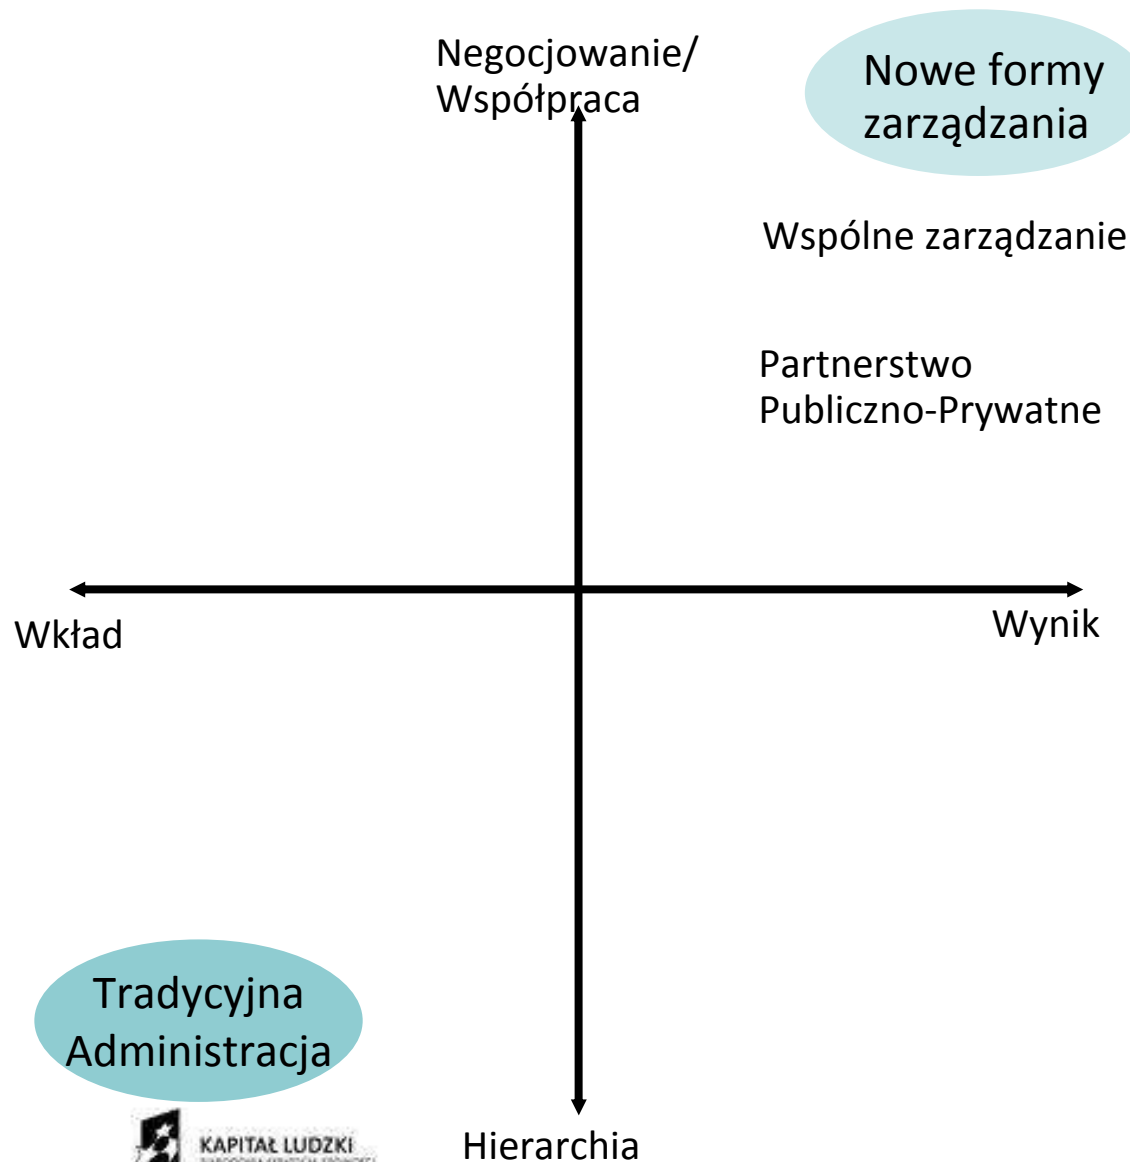 Negocjowanie/
Współpraca
Nowe formy
zarządzania
Wspólne zarządzanie
Partnerstwo
Publiczno-Prywatne
Wkład
Wynik
Tradycyjna
Administracja
KAPITAŁ LUDZKI
Hierarchia